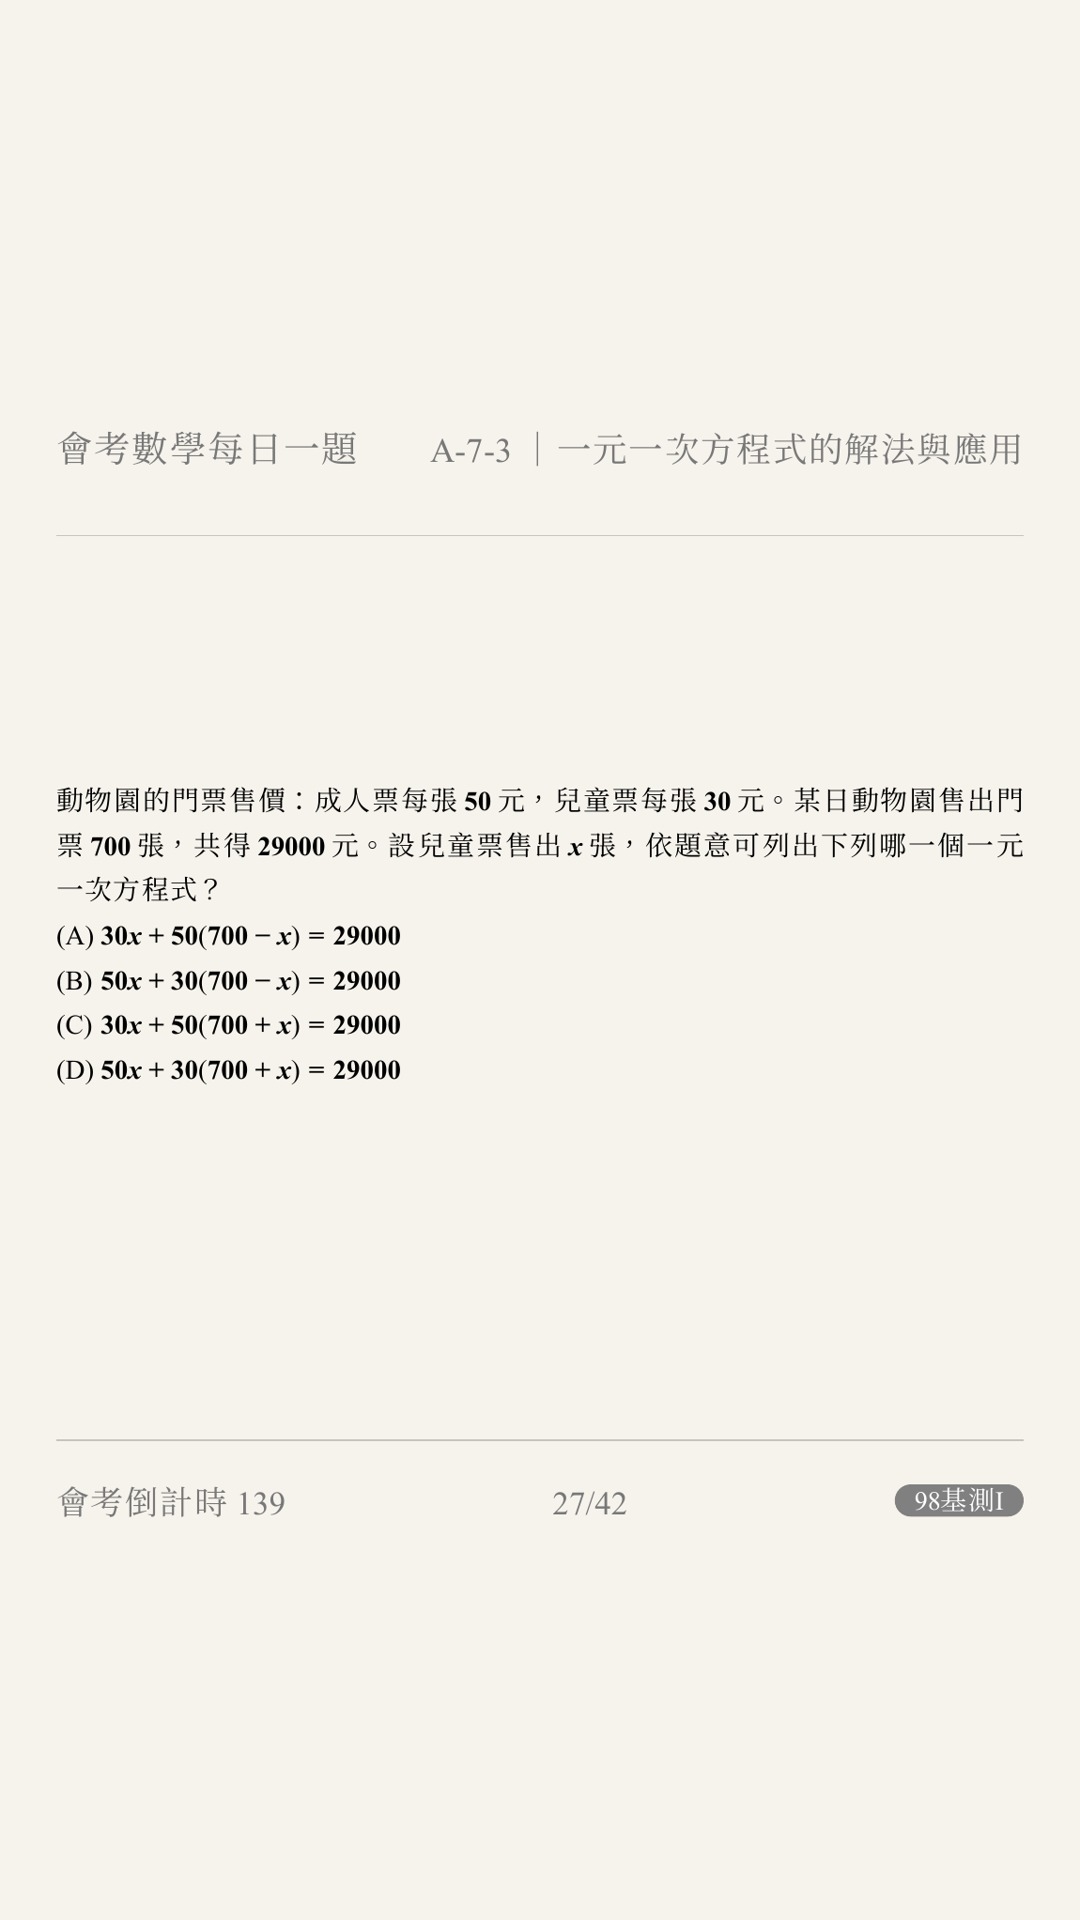 會考數學每日一題 A-7-3｜一元一次方程式的解法與應用
動物園的門票售價：成人票每張 50 元，兒童票每張 30 元。某日動物園售出門
票 700 張，共得 29000 元。設兒童票售出 x 張，依題意可列出下列哪一個一元
一次方程式？
(A) 30x + 50(700 − x) = 29000
(B) 50x + 30(700 − x) = 29000
(C) 30x + 50(700 + x) = 29000
(D) 50x + 30(700 + x) = 29000
會考倒計時 139 27/42 98基測I